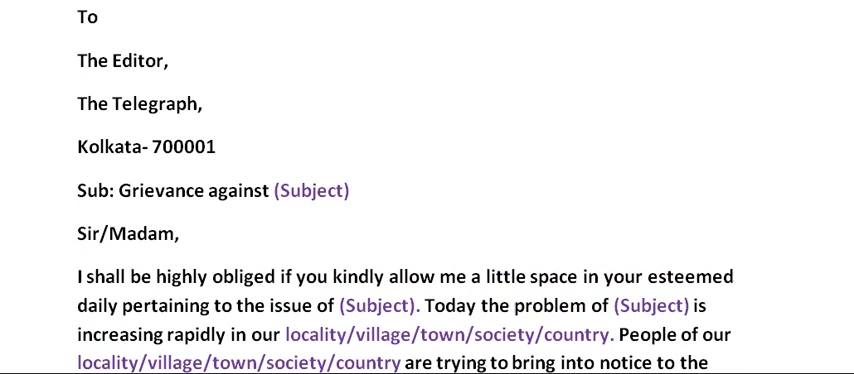 To
The Editor,
The Telegraph,
Kolkata- 700001
Sub: Grievance against (Subject)
Sir/Madam,
I shall be highly obliged if you kindly allow me a little space in your esteemed
daily pertaining to the issue of (Subject). Today the problem of (Subject) is
increasing rapidly in our locality/village/town/society/country. People of our
locality/village/town/society/country are trying to bring into notice to the